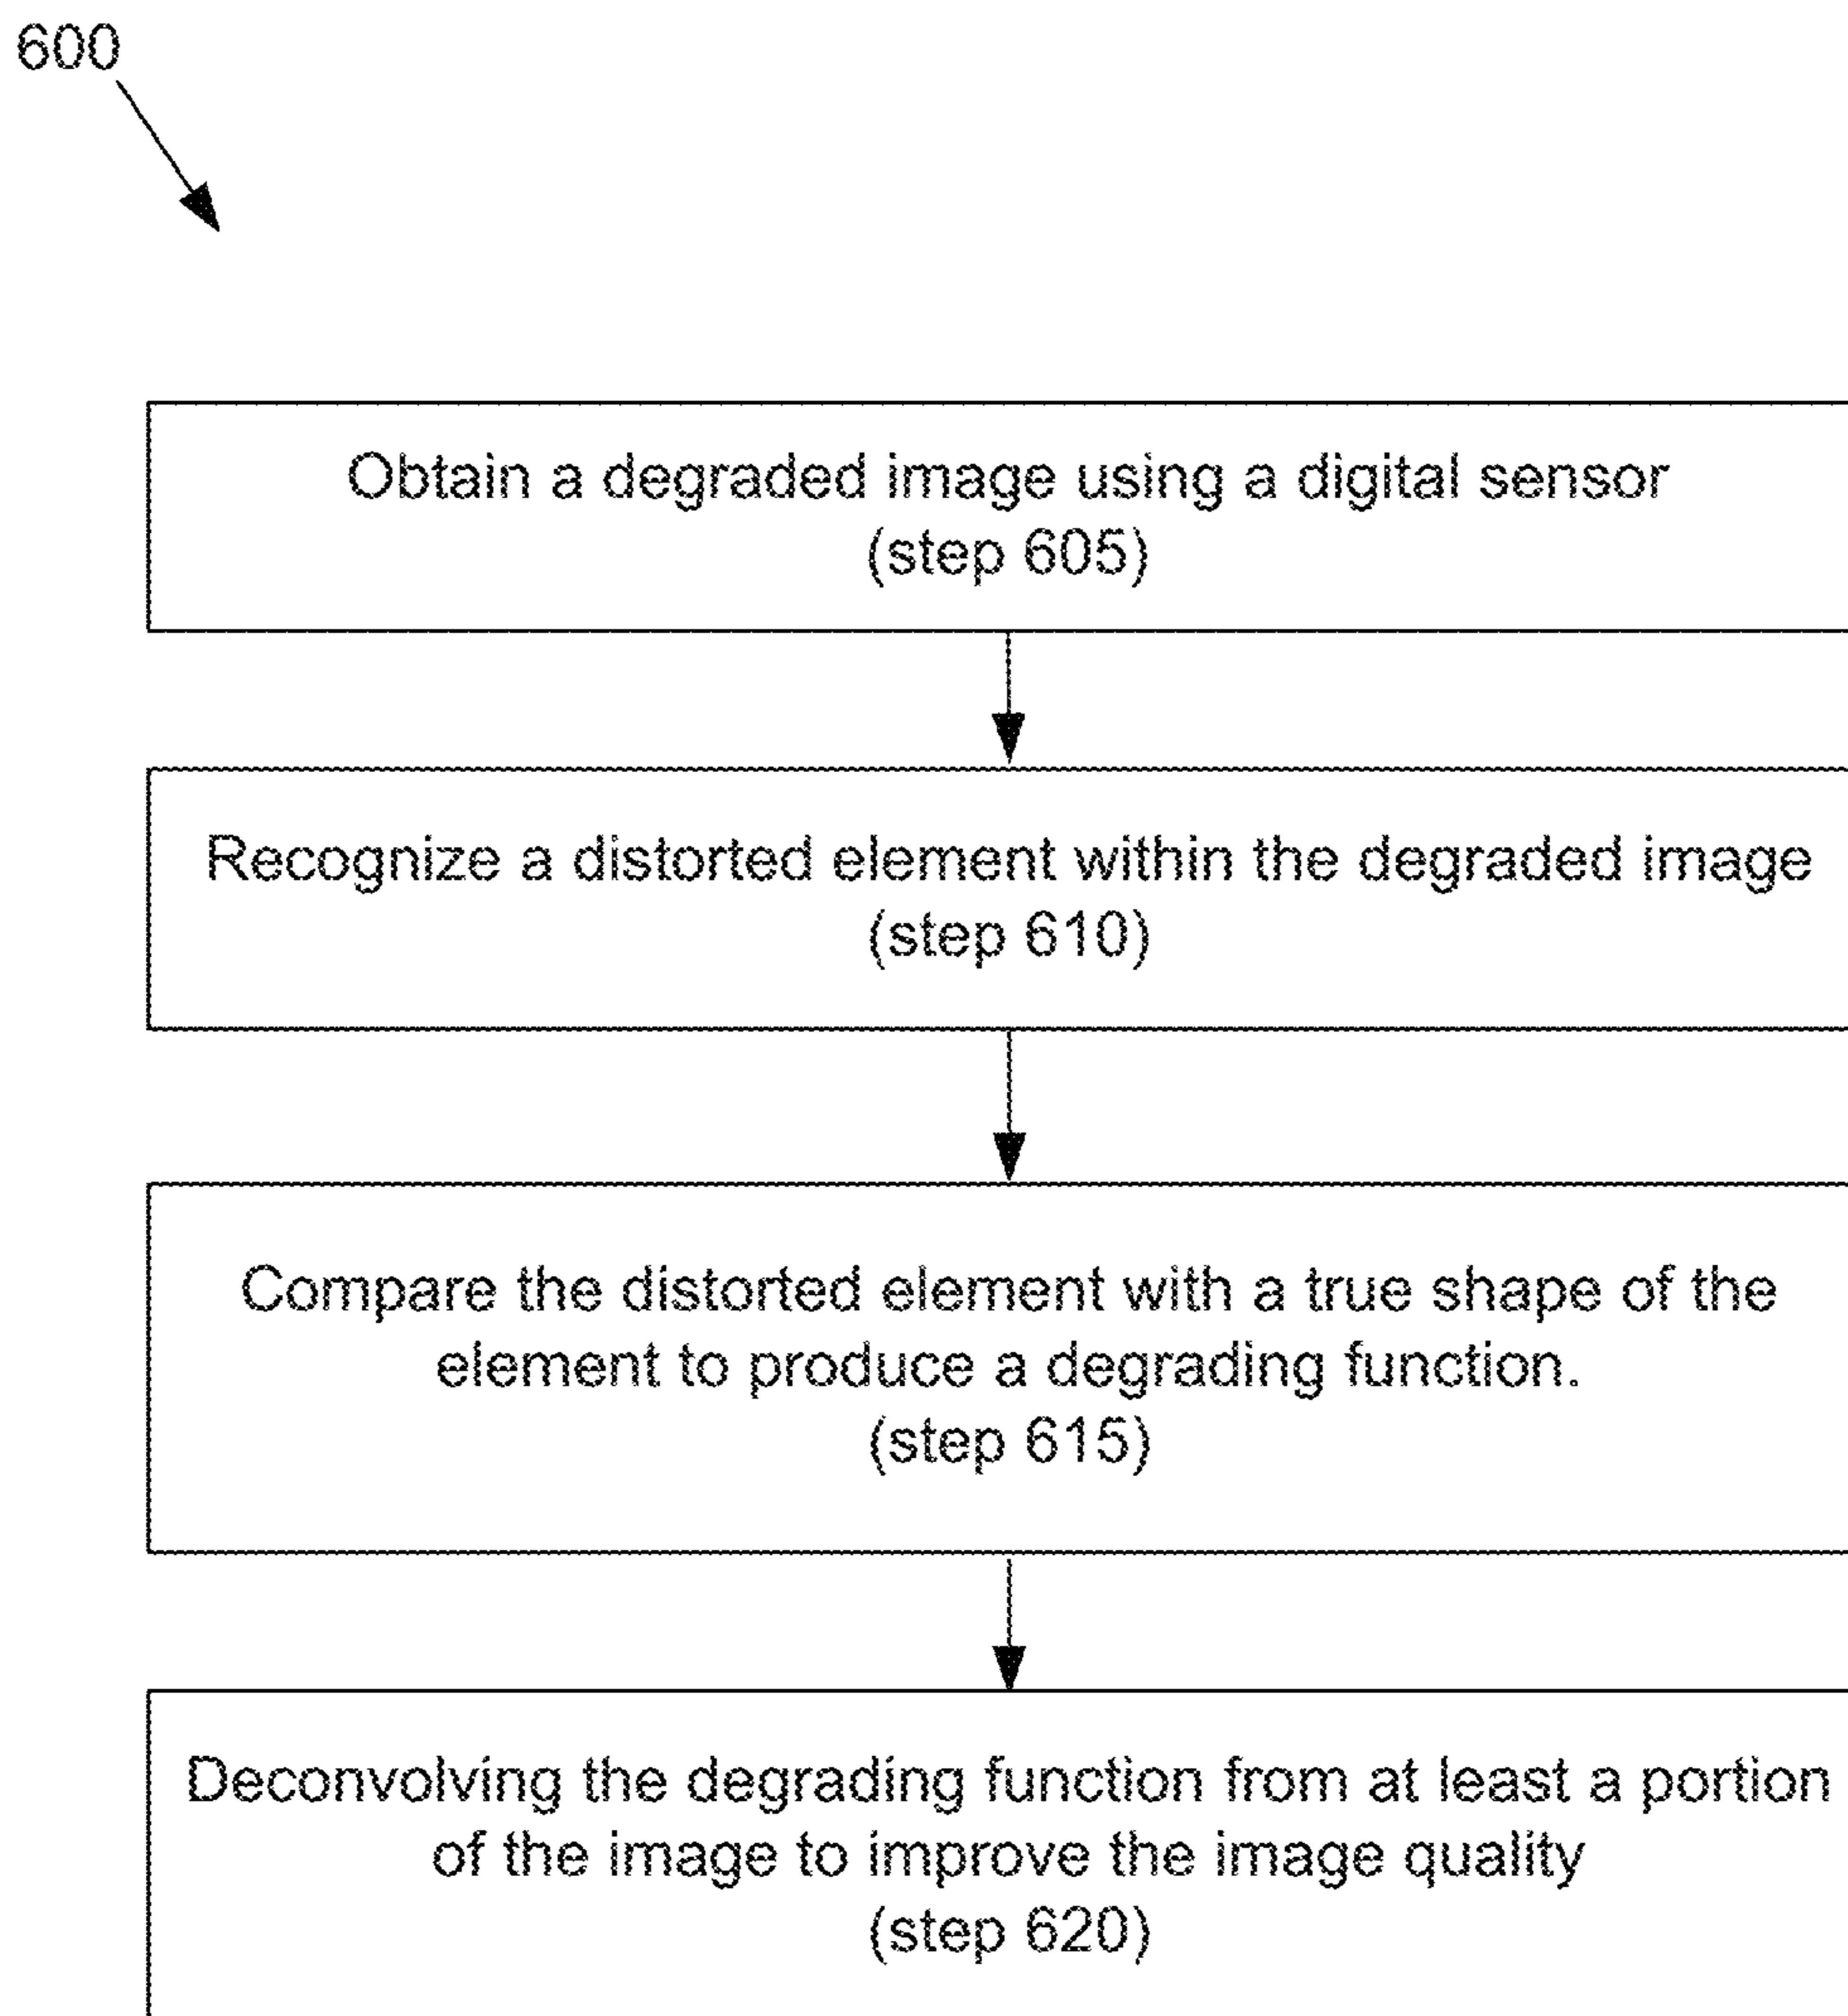 600
Obtain a degraded image using a digital sensor
(step 605)
Recognize a distorted element within the degraded image
(step 610)
Compare the distorted element with a true shape of the
element to produce a degrading function.
(step 615)
Deconvolving the degrading function from at least a portion
of the image to improve the image quality
(step 620)